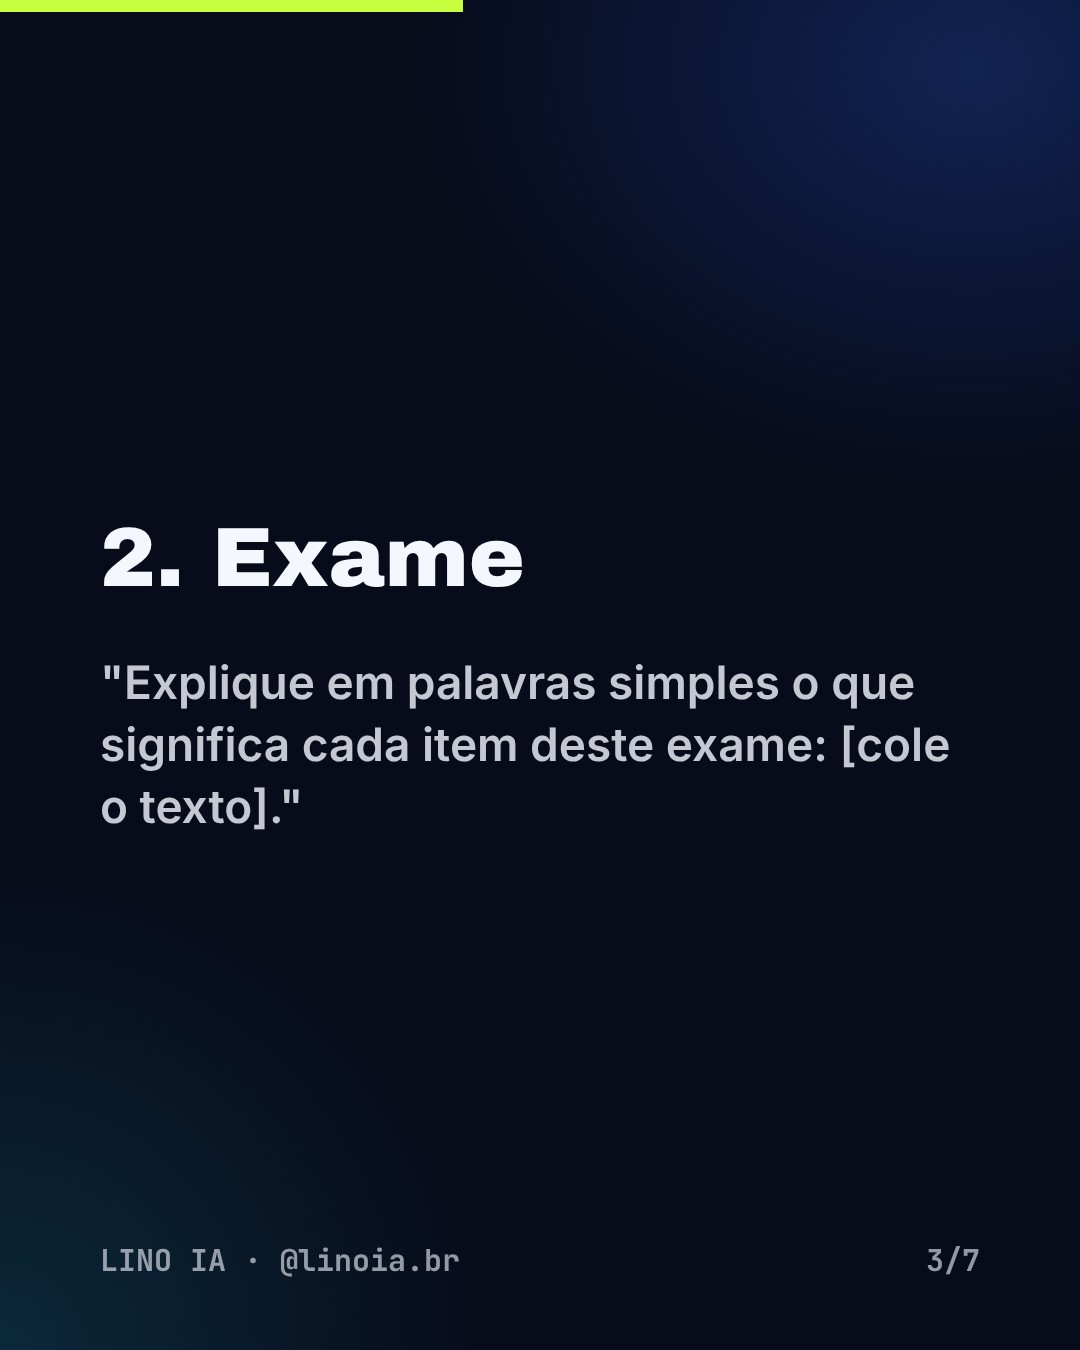 2. Exame
"Explique em palavras simples o que
significa cada item deste exame: [cole
o texto]."
LINO IA · @linoia.br
3/7